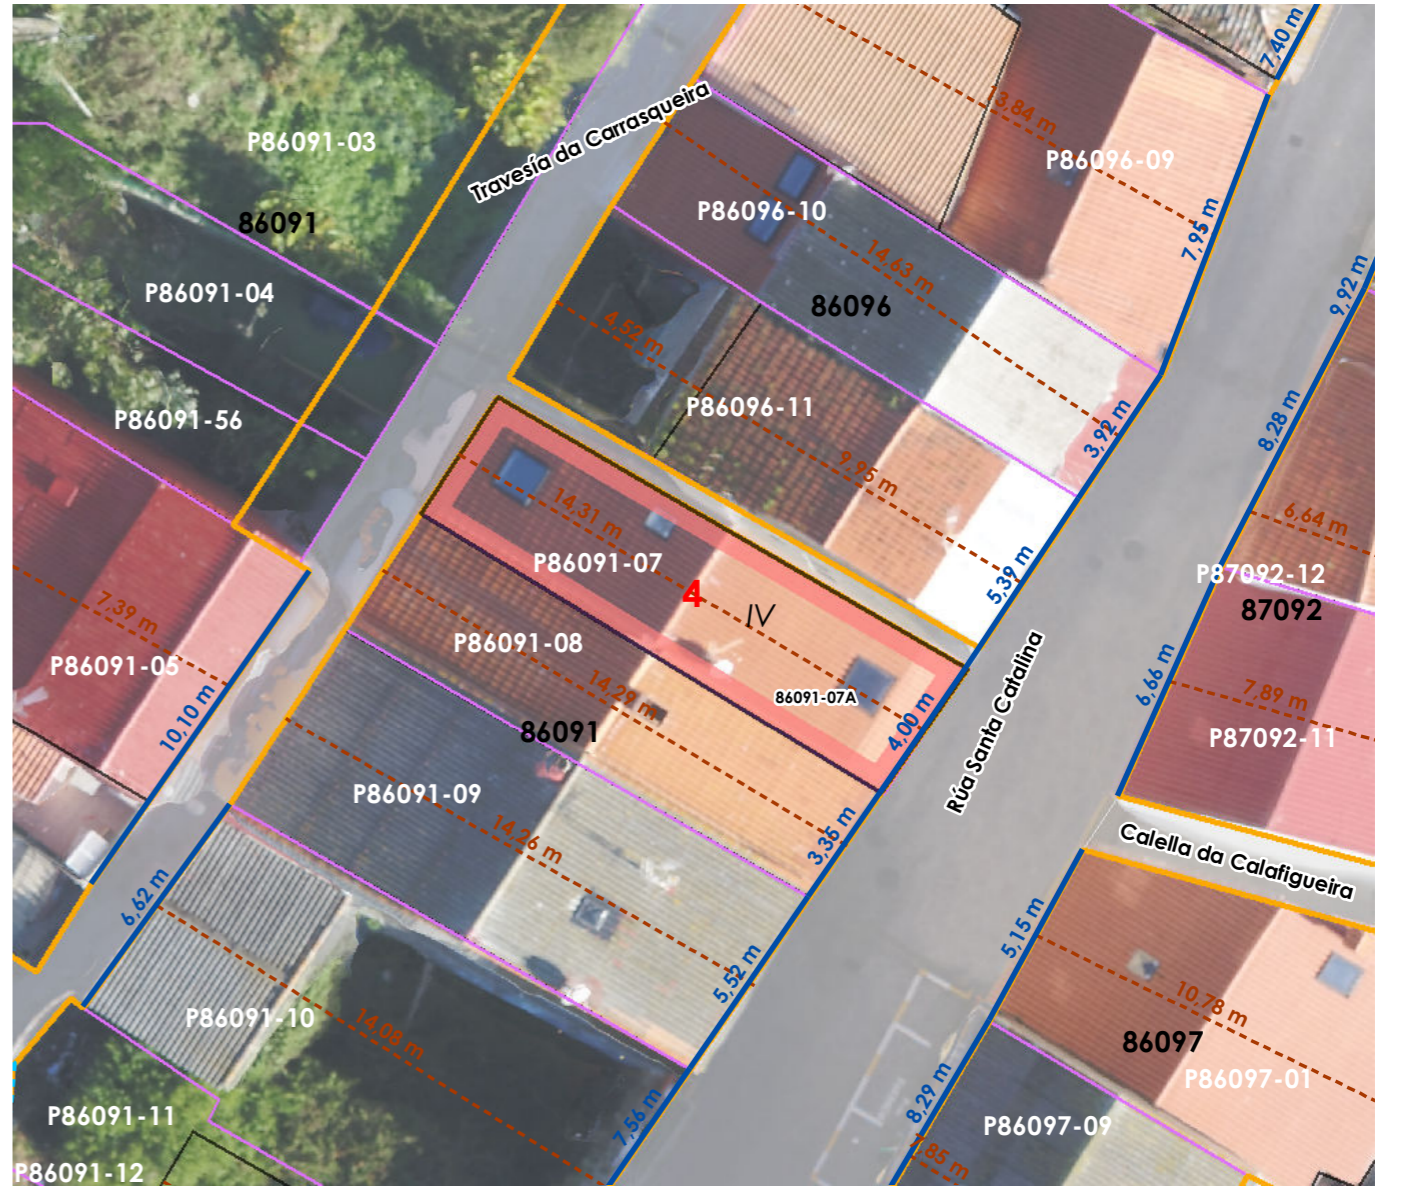 7,40 m
Travesía da Carrasqueira
P86091-03
13,84 m
P86096-09
P86096-10
86091
7,95 m
14,63 m
P86091-04
86096
9,92 m
4,52 m
P86096-11
P86091-56
3,92 m
8,28 m
9,95 m
14,31 m
6,64 m
P86091-07
5,39 m
P87092-12
4
IV
87092
7,39 m
P86091-08
P86091-05
Rúa Santa Catalina
6,66 m
14,29 m
86091-07A
7,89 m
10,10 m
86091
4,00 m
P87092-11
P86091-09
14,26 m
3,35 m
Calella da Calafigueira
6,62 m
5,15 m
5,52 m
10,78 m
P86091-10
14,08 m
86097
P86097-01
P86091-11
7,56 m
8,29 m
P86097-09
7,85 m
P86091-12